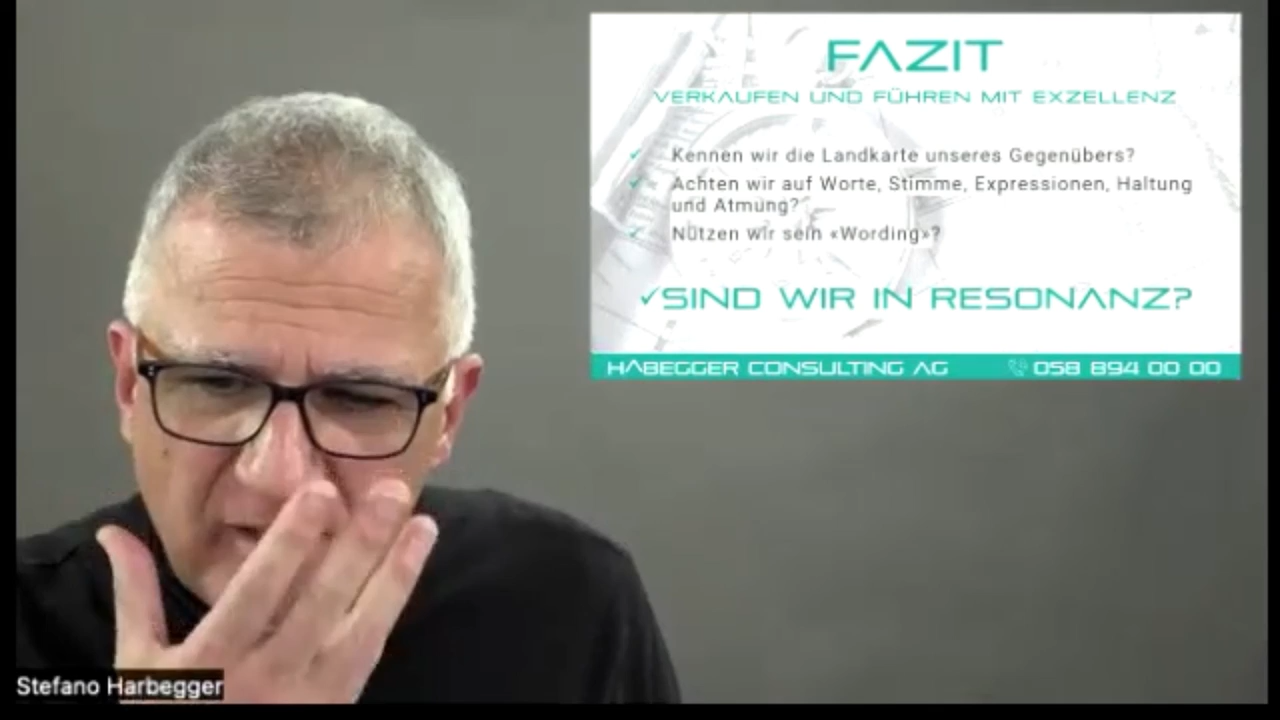 FAZIT
VERKAUFEN UND FÜHREN MIT EXZELLENZ
✓ Kennen wir die Landkarte unseres Gegenübers?
✓ Achten wir auf Worte, Stimme, Expressionen, Haltung
und Atmung?
✓ Nützen wir sein «Wording»?
✓SIND WIR IN RESONANZ?
HABEGGER CONSULTING AG 058 894 00 00
Stefano Harbegger